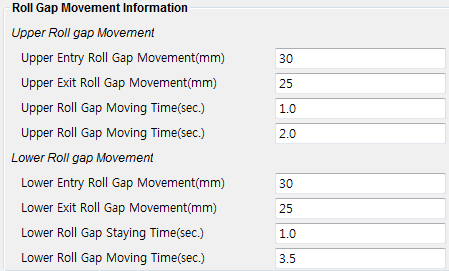 Roll Gap Movement Information
Upper Roll gap Movement
Upper Entry Roll Gap Movement(mm) 30
Upper Exit Roll Gap Movement(mm) 25
Upper Roll Gap Moving Time(sec.) 1.0
Upper Roll Gap Moving Time(sec.) 2.0
Lower Roll gap Movement
Lower Entry Roll Gap Movement(mm) 30
Lower Exit Roll Gap Movement(mm) 25
Lower Roll Gap Staying Time(sec.) 1.0
Lower Roll Gap Moving Time(sec.) 3.5